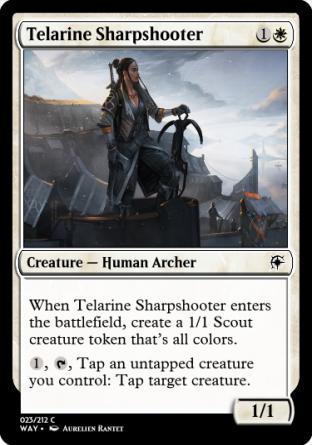 Telarine Sharpshooter 1
Creature — Human Archer
When Telarine Sharpshooter enters
the battlefield, create a 1/1 Scout
creature token that's all colors.
1, , Tap an untapped creature
you control: Tap target creature.
1/1
023/212 C
WAY • Aurelien Rantet